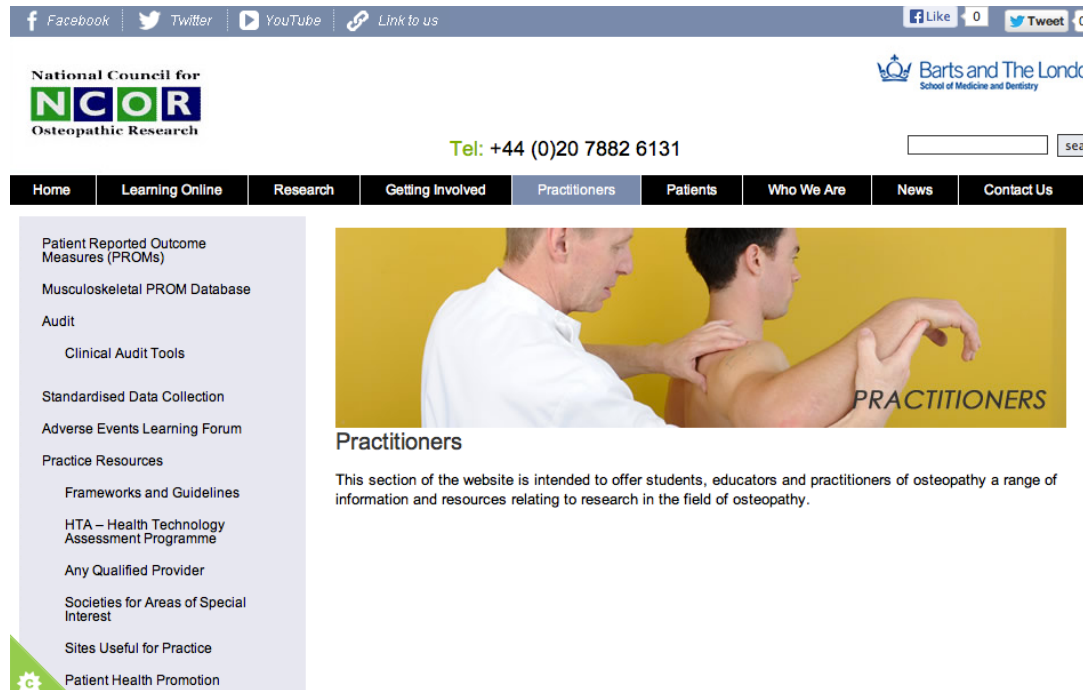 Facebook
Twitter
YouTube
Link to us
Like 0
Tweet
National Council for
NCOR
Osteopathic Research
Barts and The Londo
School of Medicine and Dentistry
Tel: +44 (0)20 7882 6131
sea
Home
Learning Online
Research
Getting Involved
Practitioners
Patients
Who We Are
News
Contact Us
Patient Reported Outcome
Measures (PROMs)
Musculoskeletal PROM Database
Audit
Clinical Audit Tools
Standardised Data Collection
Adverse Events Learning Forum
Practice Resources
Frameworks and Guidelines
HTA – Health Technology
Assessment Programme
Any Qualified Provider
Societies for Areas of Special
Interest
Sites Useful for Practice
Patient Health Promotion
PRACTITIONERS
Practitioners
This section of the website is intended to offer students, educators and practitioners of osteopathy a range of
information and resources relating to research in the field of osteopathy.